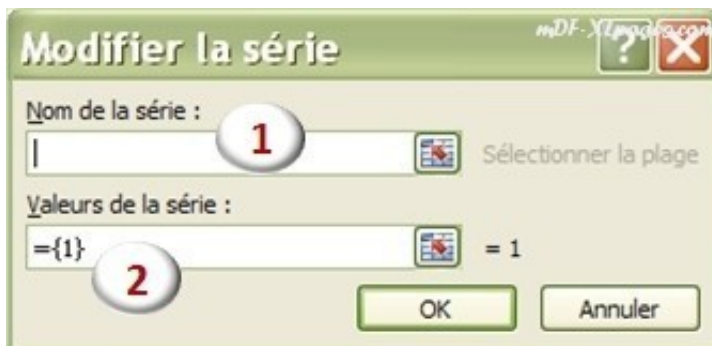 mDF-XLpages.com
Modifier la série
?
Nom de la série :
1
Sélectionner la plage
Valeurs de la série :
={1}
= 1
2
OK
Annuler